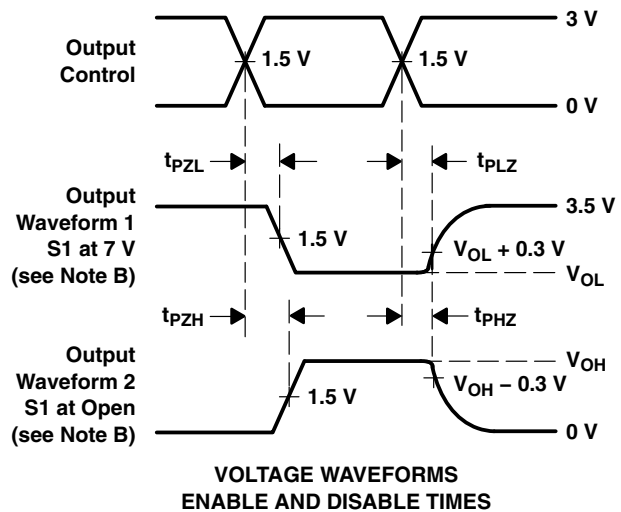 3 V
Output
Control
1.5 V
1.5 V
0 V
tPZL
tPLZ
Output
Waveform 1
S1 at 7 V
(see Note B)
3.5 V
1.5 V
VOL + 0.3 V
VOL
tPZH
tPHZ
Output
Waveform 2
S1 at Open
(see Note B)
VOH
1.5 V
VOH − 0.3 V
0 V
VOLTAGE WAVEFORMS
ENABLE AND DISABLE TIMES